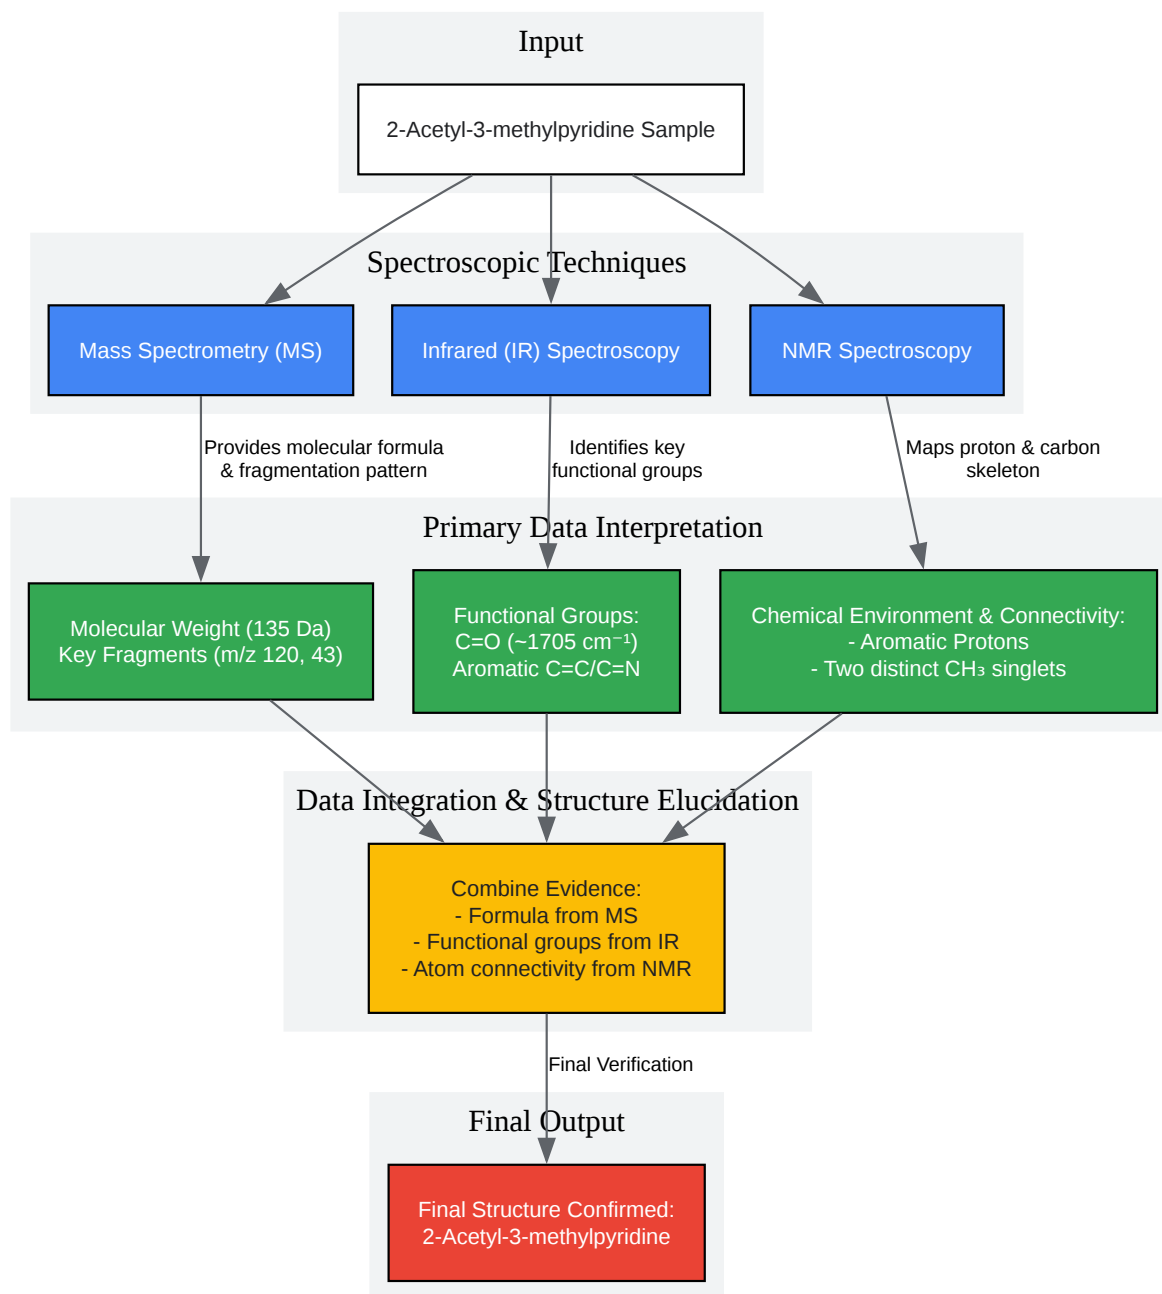 Input
2-Acetyl-3-methylpyridine Sample
Spectroscopic Techniques
Mass Spectrometry (MS)
Infrared (IR) Spectroscopy
NMR Spectroscopy
Provides molecular formula
& fragmentation pattern
Identifies key
functional groups
Maps proton & carbon
skeleton
Primary Data Interpretation
Molecular Weight (135 Da)
Key Fragments (m/z 120, 43)
Functional Groups:
C=O (~1705 cm⁻¹)
Aromatic C=C/C=N
Chemical Environment & Connectivity:
- Aromatic Protons
- Two distinct CH₃ singlets
Data Integration & Structure Elucidation
Combine Evidence:
- Formula from MS
- Functional groups from IR
- Atom connectivity from NMR
Final Verification
Final Output
Final Structure Confirmed:
2-Acetyl-3-methylpyridine